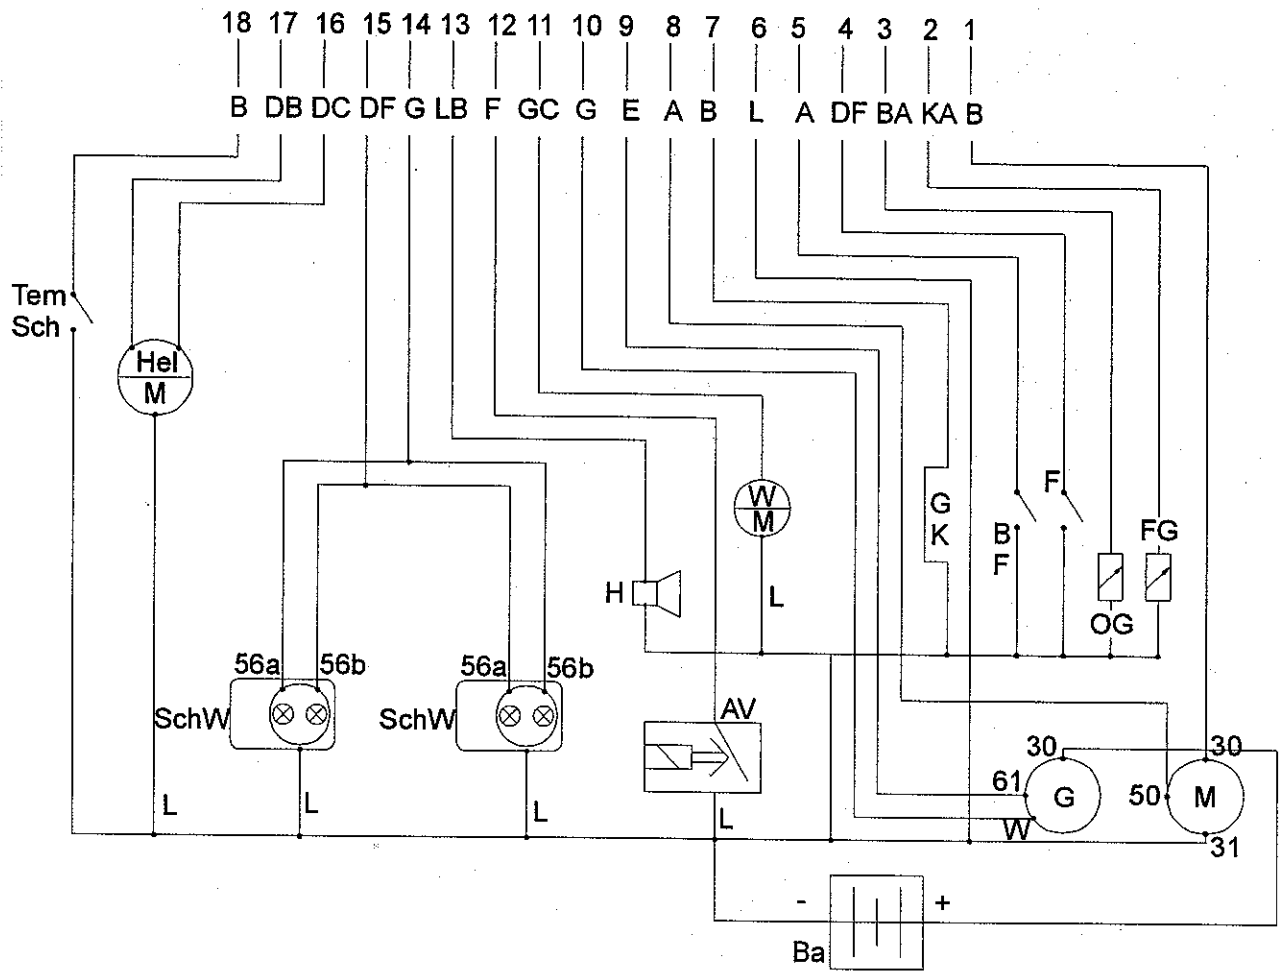 18 17 16 15 14 13 12 11 10 9 8 7 6 5 4 3 2 1
B DB DC DF G LB F GC G E A B L A DF BA KA B
Tem
Sch
Hel
M
W
M
G
K
F
B
F
FG
H
L
OG
56a 56b 56a 56b
SchW SchW
AV
30 30
61 G 50 M
L L L L
W
31
- +
Ba